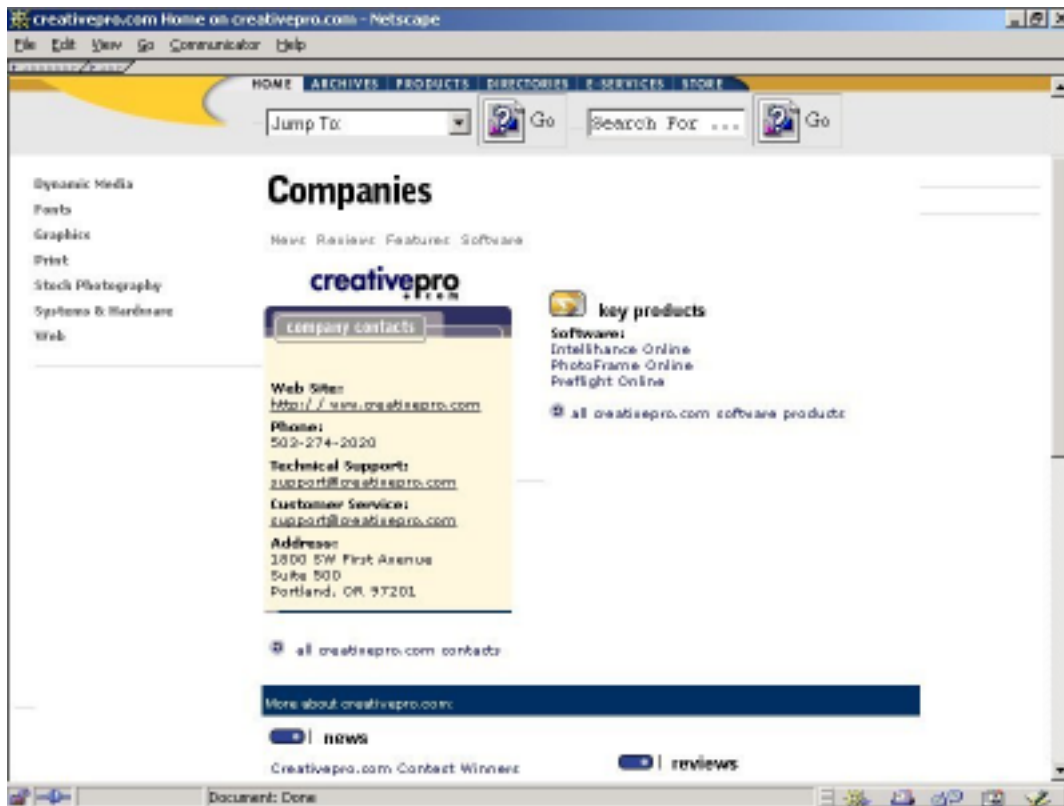 creativepro.com Home on creativepro.com - Netscape
File Edit View Go Communicator Help
HOME ARCHIVES PRODUCTS DIRECTORIES E-SERVICES STORE
Jump To: Go Search For ... Go
Dynamic Media
Fonts
Graphics
Print
Stock Photography
Systems & Hardware
Web
Companies
News Reviews Features Software
creativepro
.com
company contacts
Web Site:
http://www.creativepro.com
Phone:
503-274-2020
Technical Support:
support@creativepro.com
Customer Service:
support@creativepro.com
Address:
1800 SW First Avenue
Suite 500
Portland, OR 97201
all creativepro.com contacts
key products
Software:
Intellihance Online
PhotoFrame Online
Preflight Online
all creativepro.com software products
More about creativepro.com:
news
Creativepro.com Contest Winners
reviews
Document: Done